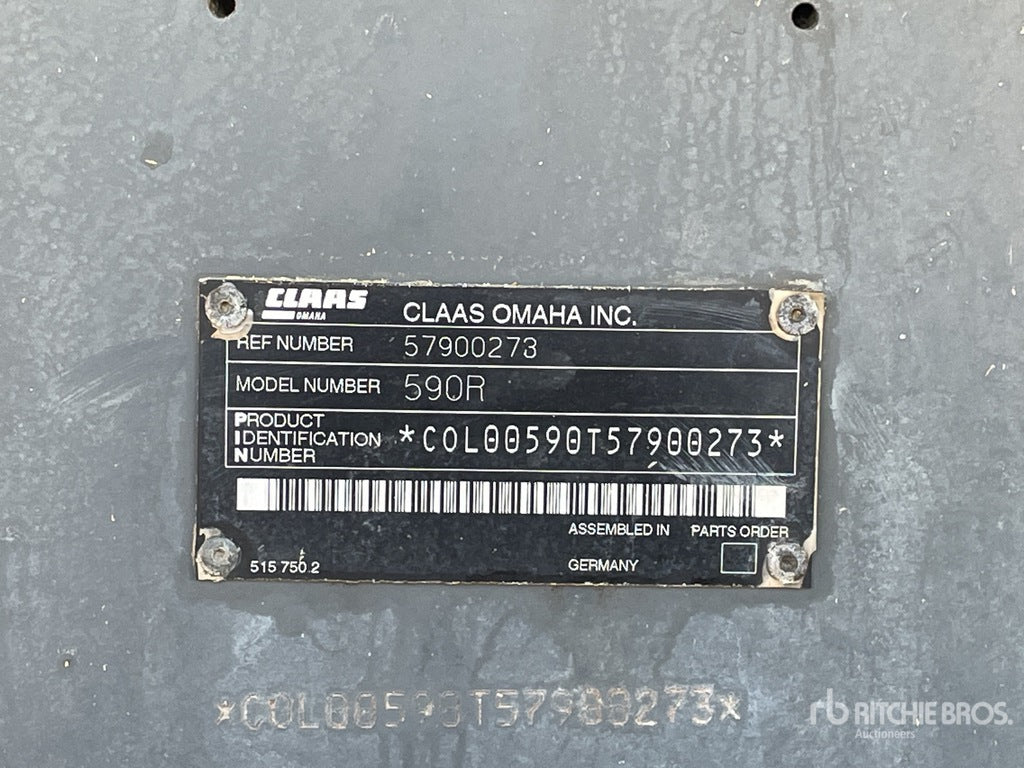 CLAAS
OMAHA
CLAAS OMAHA INC.
REF NUMBER 57900273
MODEL NUMBER 590R
PRODUCT
IDENTIFICATION
NUMBER
*COL00590T57900273*
ASSEMBLED IN PARTS ORDER
515 750.2 GERMANY
*COL00590T57900273*
rb RITCHIE BROS.
Auctioneers